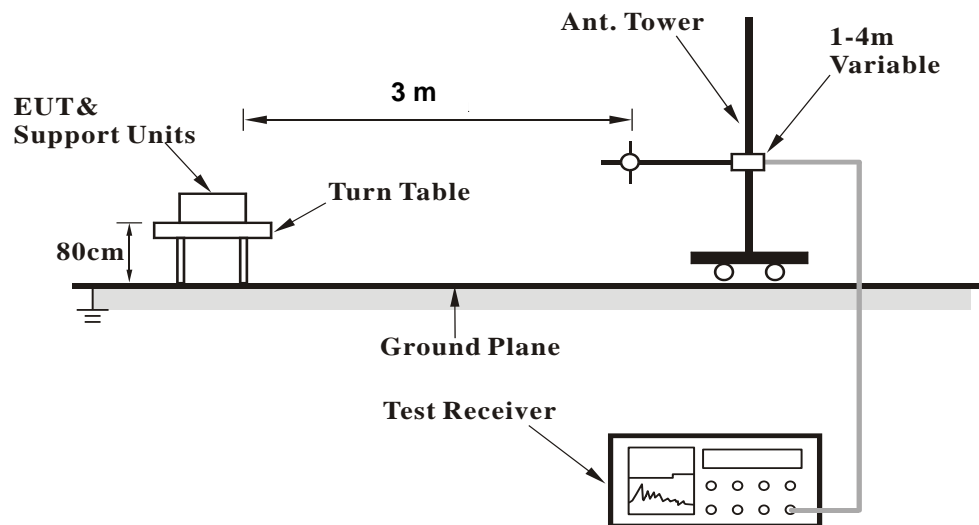 Ant. Tower
1-4m
Variable
3 m
EUT&
Support Units
Turn Table
80cm
Ground Plane
Test Receiver